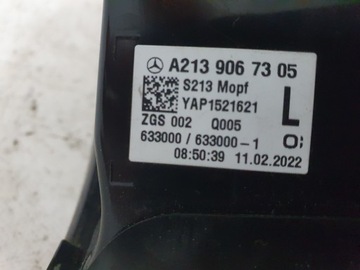 A213 906 73 05
S213 Mopf
YAP1521621
L
ZGS 002 Q005
633000 / 633000-1
08:50:39 11.02.2022